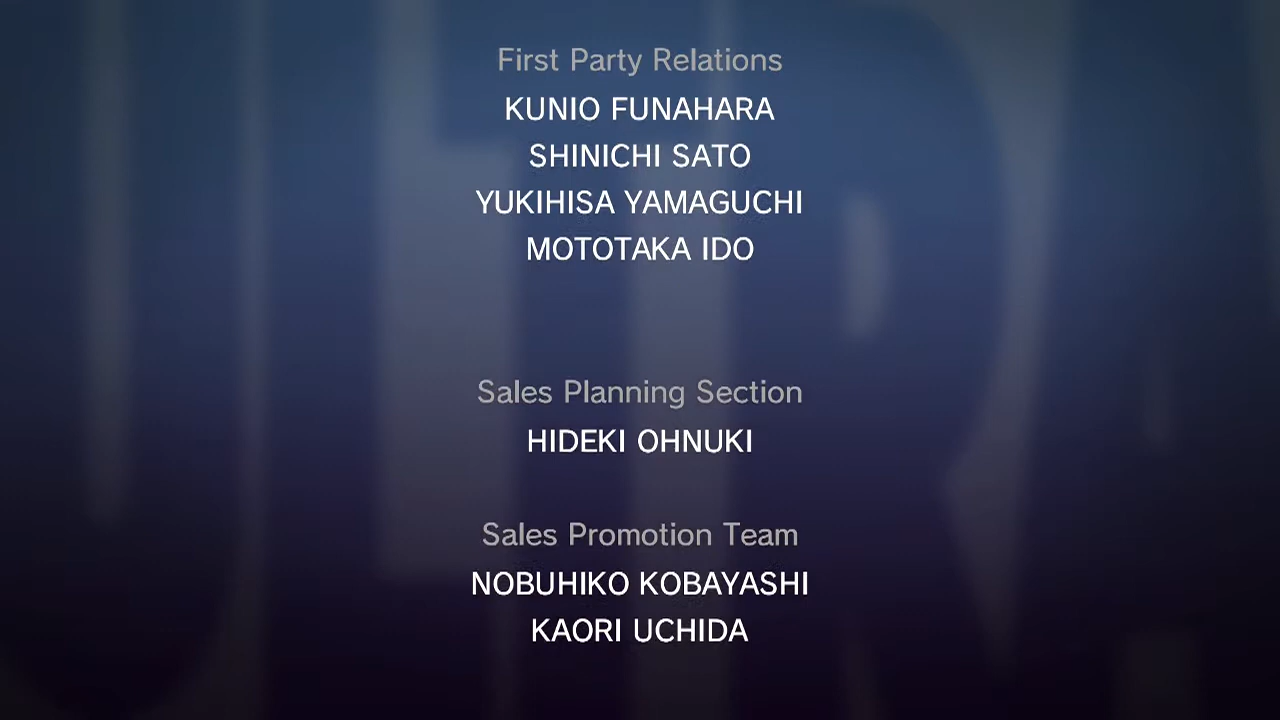 First Party Relations
KUNIO FUNAHARA
SHINICHI SATO
YUKIHISA YAMAGUCHI
MOTOTAKA IDO
Sales Planning Section
HIDEKI OHNUKI
Sales Promotion Team
NOBUHIKO KOBAYASHI
KAORI UCHIDA